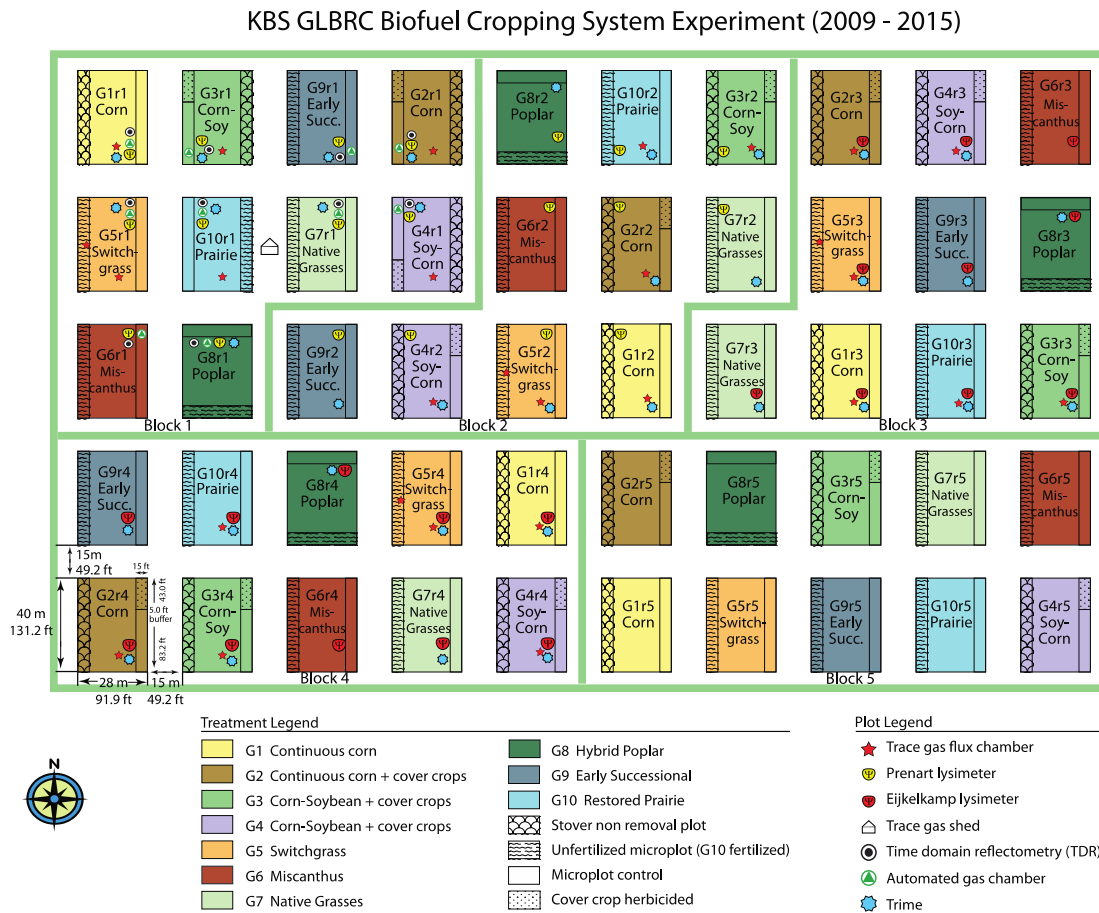 KBS GLBRC Biofuel Cropping System Experiment (2009 - 2015)
G1r1
Corn
G3r1
Corn-
Soy
G9r1
Early
Succ.
G2r1
Corn
G8r2
Poplar
G10r2
Prairie
G3r2
Corn-
Soy
G2r3
Corn
G4r3
Soy-
Corn
G6r3
Mis-
canthus
G5r1
Switch-
grass
G10r1
Prairie
G7r1
Native
Grasses
G4r1
Soy-
Corn
G6r2
Mis-
canthus
G2r2
Corn
G7r2
Native
Grasses
G5r3
Switch-
grass
G9r3
Early
Succ.
G8r3
Poplar
G6r1
Mis-
canthus
G8r1
Poplar
G9r2
Early
Succ.
G4r2
Soy-
Corn
G5r2
Switch-
grass
G1r2
Corn
G7r3
Native
Grasses
G1r3
Corn
G10r3
Prairie
G3r3
Corn-
Soy
Block 1
Block 2
Block 3
G9r4
Early
Succ.
G10r4
Prairie
G8r4
Poplar
G5r4
Switch-
grass
G1r4
Corn
G2r5
Corn
G8r5
Poplar
G3r5
Corn-
Soy
G7r5
Native
Grasses
G6r5
Mis-
canthus
15m
49.2 ft
15 ft
40 m
131.2 ft
G2r4
Corn
43.0 ft
5.0 ft
buffer
83.2 ft
G3r4
Corn-
Soy
G6r4
Mis-
canthus
G7r4
Native
Grasses
G4r4
Soy-
Corn
G1r5
Corn
G5r5
Switch-
grass
G9r5
Early
Succ.
G10r5
Prairie
G4r5
Soy-
Corn
28 m
91.9 ft
15 m
49.2 ft
Block 4
Block 5
N
Treatment Legend
G1 Continuous corn
G2 Continuous corn + cover crops
G3 Corn-Soybean + cover crops
G4 Corn-Soybean + cover crops
G5 Switchgrass
G6 Miscanthus
G7 Native Grasses
G8 Hybrid Poplar
G9 Early Successional
G10 Restored Prairie
Stover non removal plot
Unfertilized microplot (G10 fertilized)
Microplot control
Cover crop herbicided
Plot Legend
Trace gas flux chamber
Prenart lysimeter
Eijkelkamp lysimeter
Trace gas shed
Time domain reflectometry (TDR)
Automated gas chamber
Trime